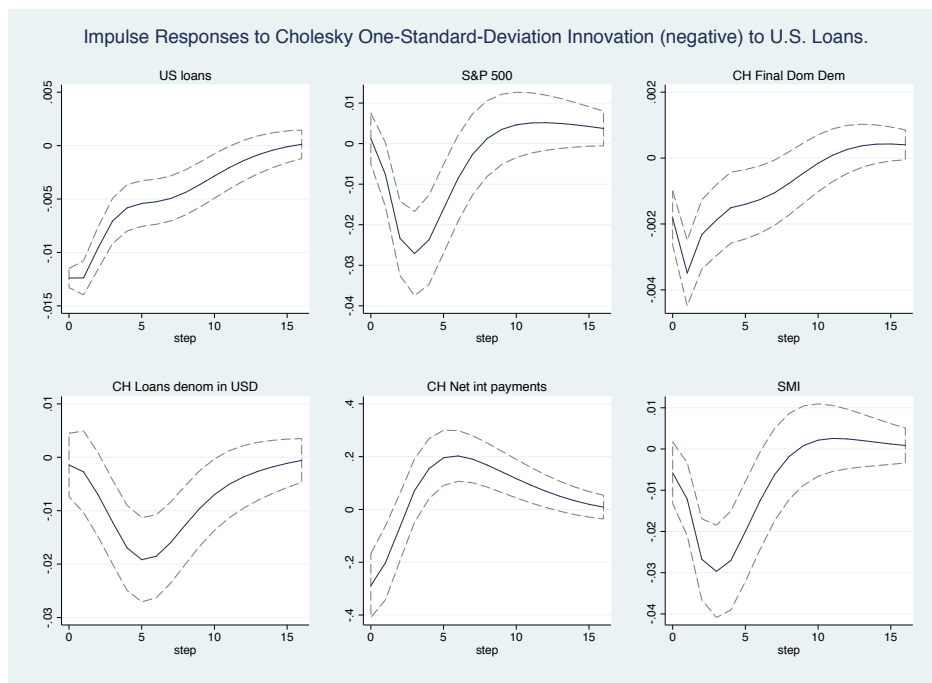 Impulse Responses to Cholesky One-Standard-Deviation Innovation (negative) to U.S. Loans.
US loans
.005
0
-.005
-.01
-.015
0 5 10 15
step
S&P 500
.01
0
-.01
-.02
-.03
-.04
0 5 10 15
step
CH Final Dom Dem
.002
0
-.002
-.004
0 5 10 15
step
CH Loans denom in USD
.01
0
-.01
-.02
-.03
0 5 10 15
step
CH Net int payments
.4
.2
0
-.2
-.4
0 5 10 15
step
SMI
.01
0
-.01
-.02
-.03
-.04
0 5 10 15
step